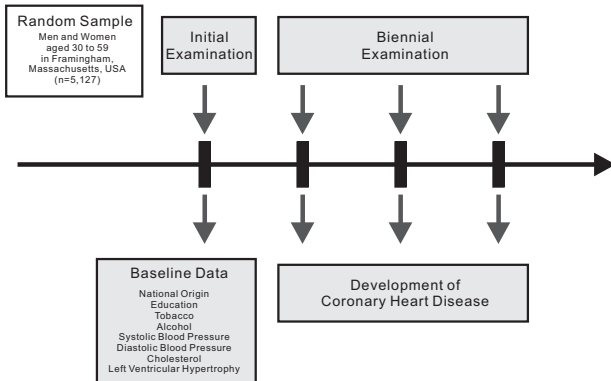 Random Sample
Men and Women
aged 30 to 59
in Framingham,
Massachusetts, USA
(n=5,127)
Initial
Examination
Biennial
Examination
Baseline Data
National Origin
Education
Tobacco
Alcohol
Systolic Blood Pressure
Diastolic Blood Pressure
Cholesterol
Left Ventricular Hypertrophy
Development of
Coronary Heart Disease